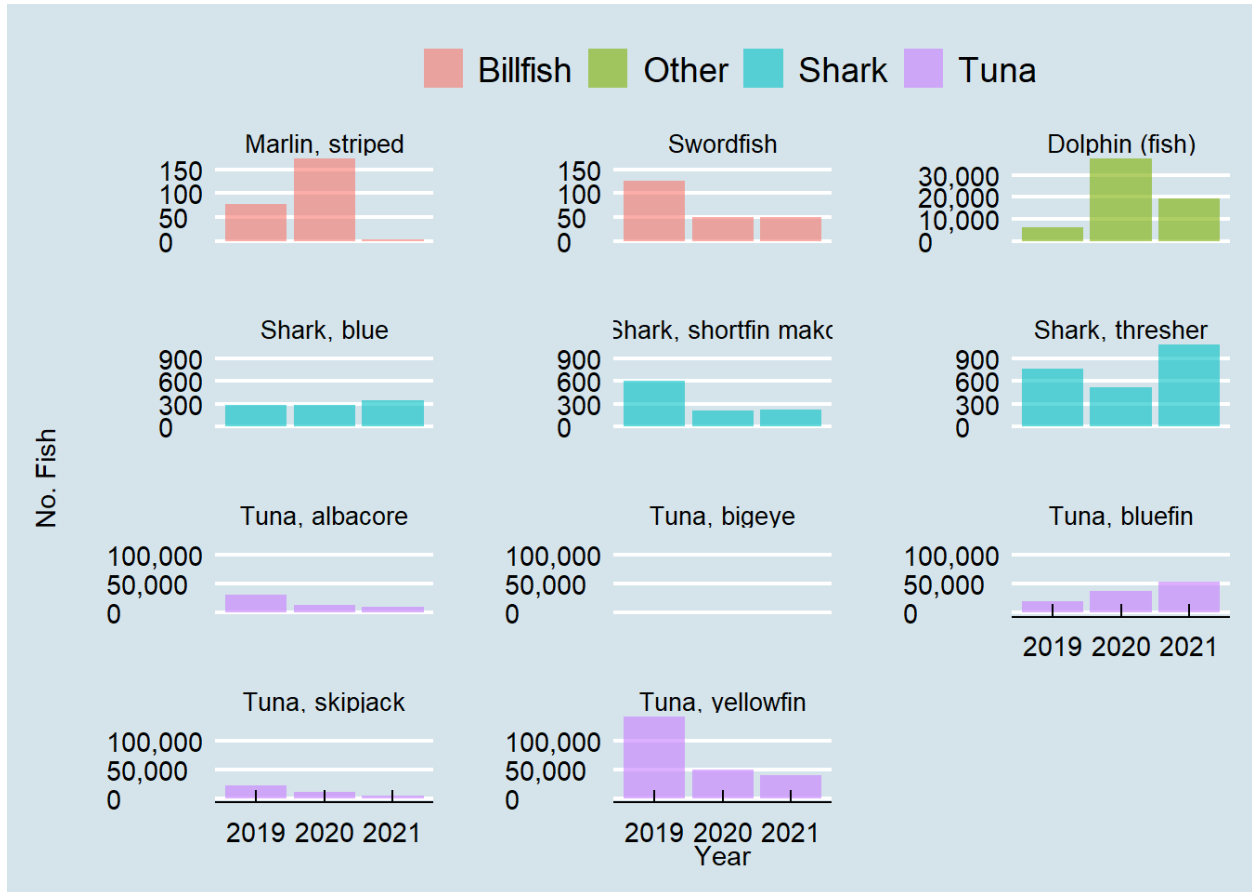 Billfish Other Shark Tuna
Marlin, striped Swordfish Dolphin (fish)
150 150 30,000
100 100 20,000
50 50 10,000
0 0 0
Shark, blue Shark, shortfin mako Shark, thresher
900 900 900
600 600 600
300 300 300
0 0 0
No. Fish
Tuna, albacore Tuna, bigeye Tuna, bluefin
100,000 100,000 100,000
50,000 50,000 50,000
0 0 0
2019 2020 2021
Tuna, skipjack Tuna, yellowfin
100,000 100,000
50,000 50,000
0 0
2019 2020 2021 2019 2020 2021
Year